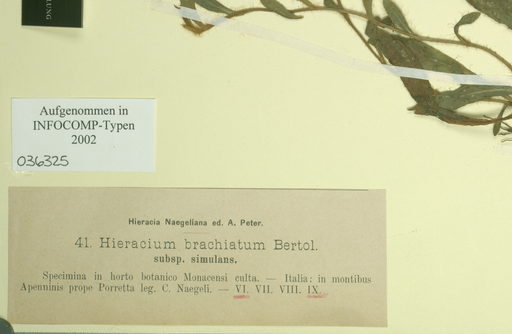 LUNG
Aufgenommen in
INFOCOMP-Typen
2002
036325
Hieracia Naegeliana ed. A. Peter.
41. Hieracium brachiatum Bertol.
subsp. simulans.
Specimina in horto botanico Monacensi culta. — Italia: in montibus
Apenninis prope Porretta leg. C. Naegeli. — VI. VII. VIII. IX.